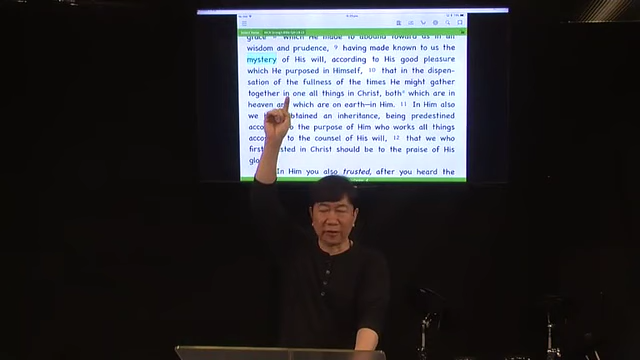 grace which He made to abound toward us in all
wisdom and prudence, 9 having made known to us the
mystery of His will, according to His good pleasure
which He purposed in Himself, 10 that in the dispen-
sation of the fullness of the times He might gather
together in one all things in Christ, both which are in
heaven and which are on earth—in Him. 11 In Him also
we obtained an inheritance, being predestined
to the purpose of Him who works all things
to the counsel of His will, 12 that we who
first in Christ should be to the praise of His
In Him you also trusted, after you heard the